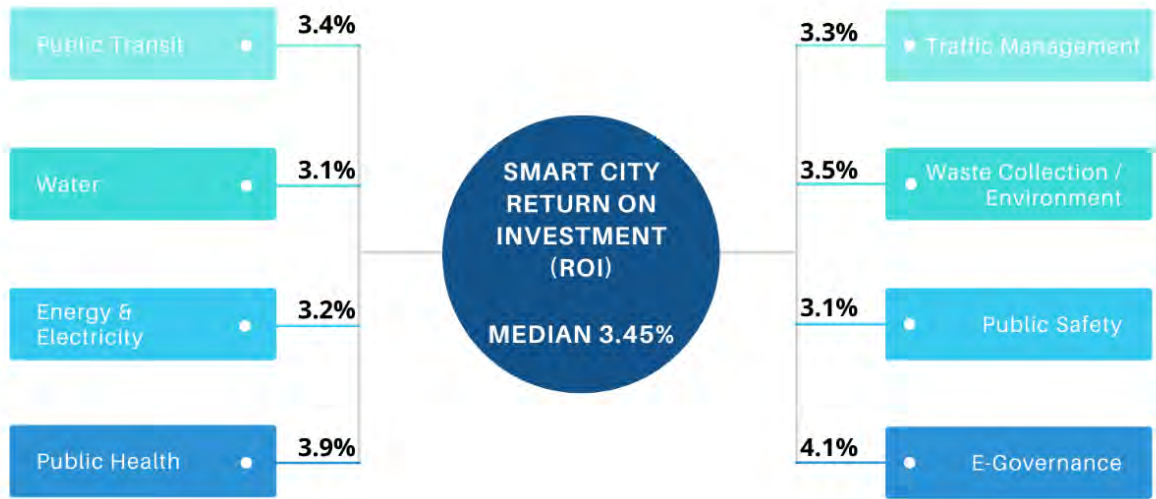 Public Transit
3.4%
Water
3.1%
Energy &
Electricity
3.2%
Public Health
3.9%
SMART CITY
RETURN ON
INVESTMENT
(ROI)
MEDIAN 3.45%
3.3%
Traffic Management
3.5%
Waste Collection /
Environment
3.1%
Public Safety
4.1%
E-Governance